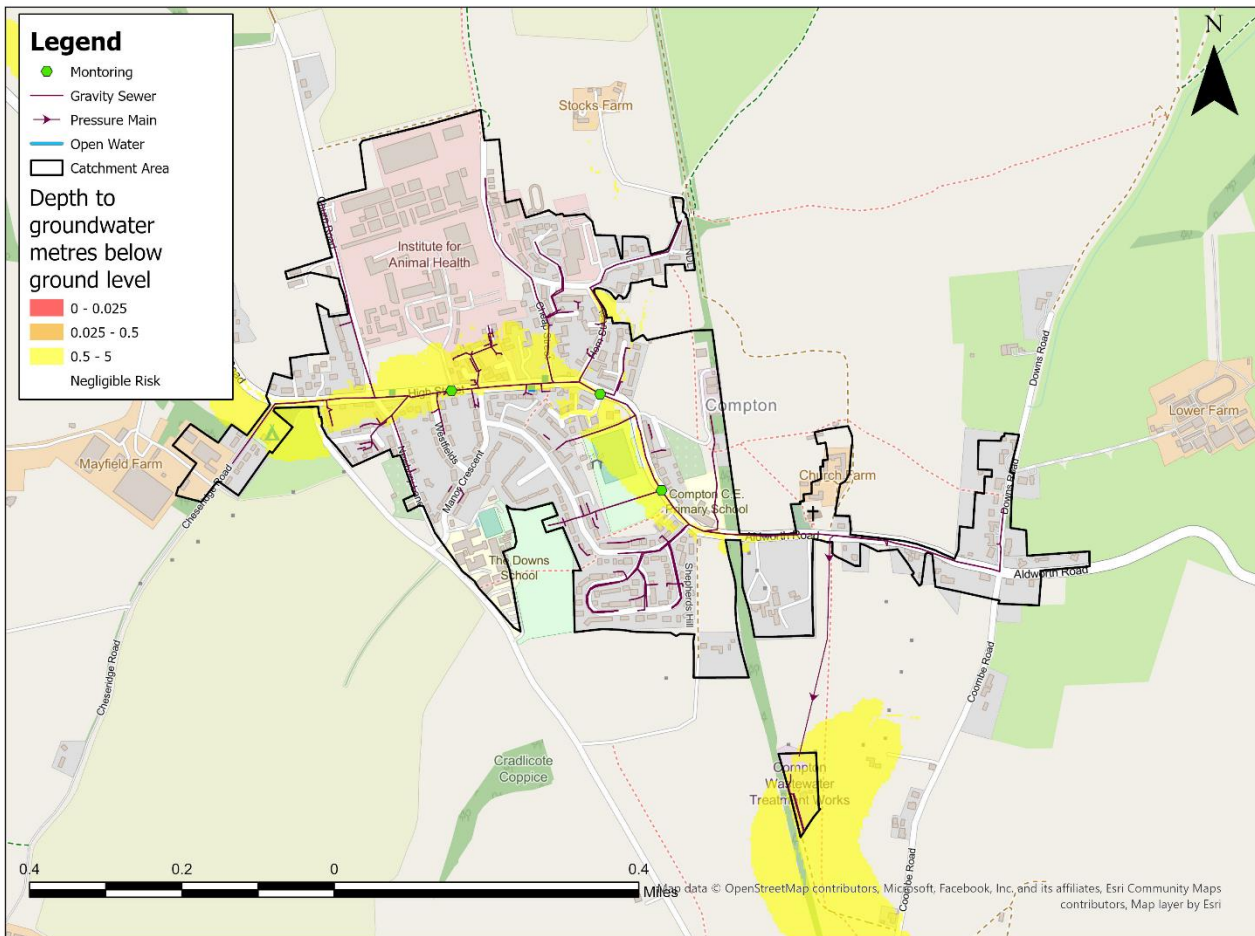 Legend
Montoring
Gravity Sewer
Pressure Main
Open Water
Catchment Area
Depth to
groundwater
metres below
ground level
0 - 0.025
0.025 - 0.5
0.5 - 5
Negligible Risk
N
Stocks Farm
Institute for
Animal Health
Cheap Street
Horn Street
High Street
Compton
Downs Road
Lower Farm
Mayfield Farm
Westfields
Manor Crescent
Cheseridge Road
Church Farm
Compton C.E.
Primary School
Downs Road
Aldworth Road
Aldworth Road
The Downs
School
Shepherds Hill
Coombe Road
Cheseridge Road
Cradlicote
Coppice
Compton
Wastewater
Treatment Works
Coombe Road
0.4
0.2
0
0.4
Miles
Map data © OpenStreetMap contributors, Microsoft, Facebook, Inc. and its affiliates, Esri Community Maps
contributors, Map layer by Esri